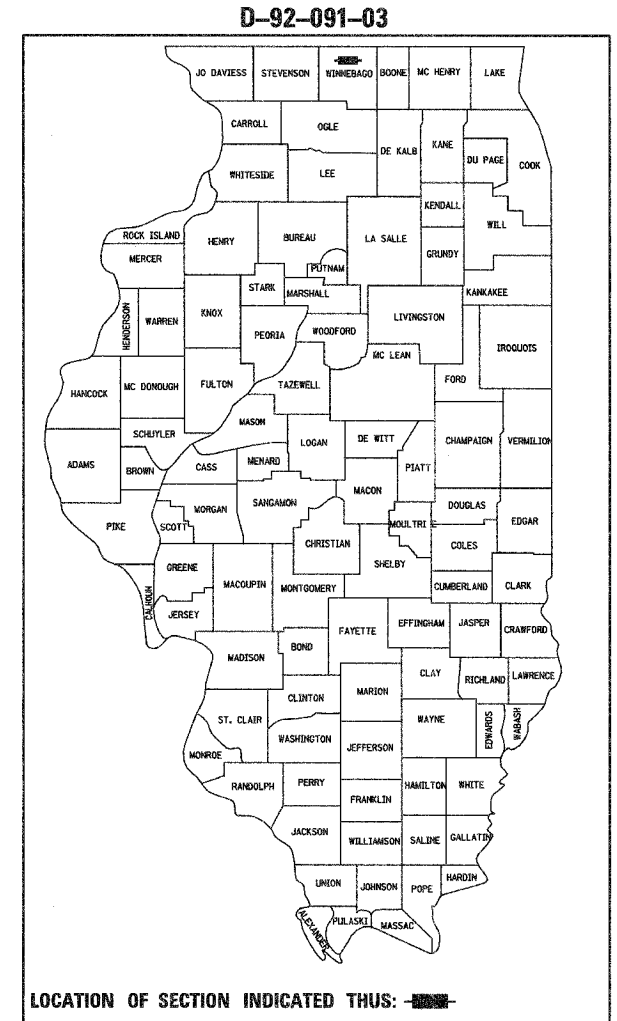 D-92-091-03
JO DAVIESS STEVENSON WINNEBAGO BOONE MC HENRY LAKE
CARROLL OGLE DE KALB KANE DU PAGE COOK
WHITESIDE LEE
KENDALL WILL
ROCK ISLAND HENRY BUREAU LA SALLE GRUNDY
MERCER PUTNAM
STARK MARSHALL KANKAKEE
HENDERSON WARREN KNOX PEORIA WOODFORD LIVINGSTON IROQUOIS
MC LEAN
HANCOCK MC DONOUGH FULTON TAZEWELL FORD
MASON
SCHUYLER LOGAN DE WITT CHAMPAIGN VERMILION
ADAMS BROWN CASS MENARD PIATT
MACON
PIKE SCOTT MORGAN SANGAMON MOULTRIE DOUGLAS EDGAR
CHRISTIAN COLES
GREENE SHELBY
CALHOUN MACOUPIN MONTGOMERY CUMBERLAND CLARK
JERSEY
FAYETTE EFFINGHAM JASPER CRAWFORD
MADISON BOND
CLAY RICHLAND LAWRENCE
CLINTON MARION
ST. CLAIR WAYNE EDWARDS WABASH
WASHINGTON JEFFERSON
MONROE
RANDOLPH PERRY HAMILTON WHITE
FRANKLIN
JACKSON WILLIAMSON SALINE GALLATIN
UNION JOHNSON POPE HARDIN
ALEXANDER PULASKI MASSAC
LOCATION OF SECTION INDICATED THUS: